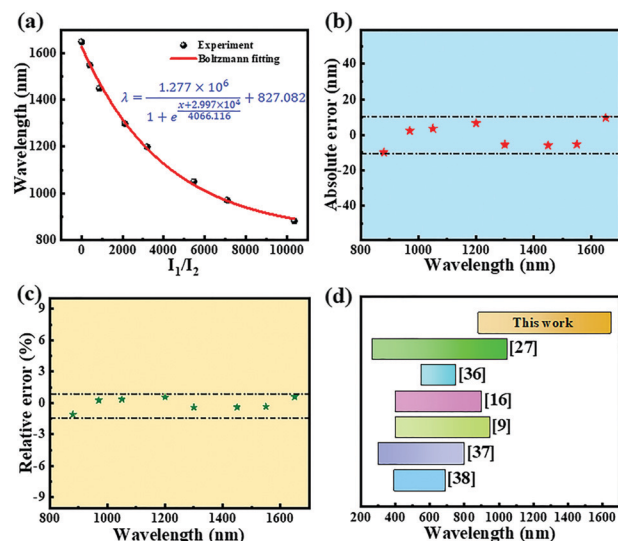 (a)
1600
1400
1200
1000
800
Wavelength (nm)
Experiment
Boltzmann fitting
λ = 1.277 × 10⁶ / 1 + e^(x+2.997×10⁴ / 4066.116) + 827.082
0 2000 4000 6000 8000 10000
I₁/I₂
(b)
40
20
0
-20
-40
Absolute error (nm)
800 1000 1200 1400 1600
Wavelength (nm)
(c)
9
6
3
0
-3
-6
-9
Relative error (%)
800 1000 1200 1400 1600
Wavelength (nm)
(d)
This work
[27]
[36]
[16]
[9]
[37]
[38]
200 400 600 800 1000 1200 1400 1600
Wavelength (nm)